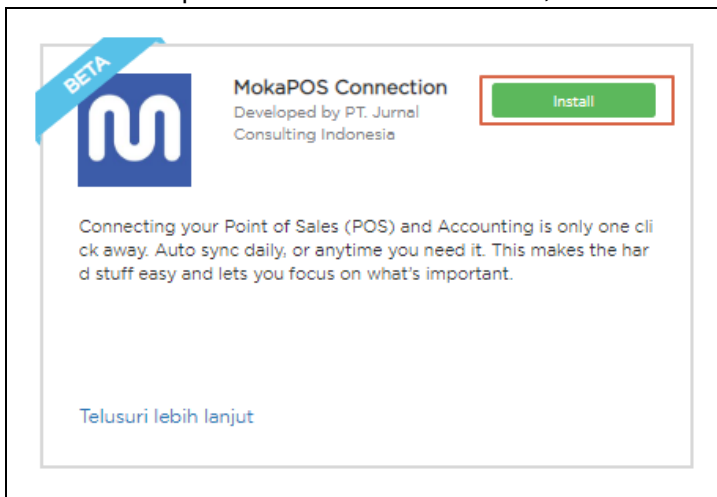 BETA
m
MokaPOS Connection
Developed by PT. Jurnal
Consulting Indonesia
Install
Connecting your Point of Sales (POS) and Accounting is only one cli
ck away. Auto sync daily, or anytime you need it. This makes the har
d stuff easy and lets you focus on what's important.
Telusuri lebih lanjut